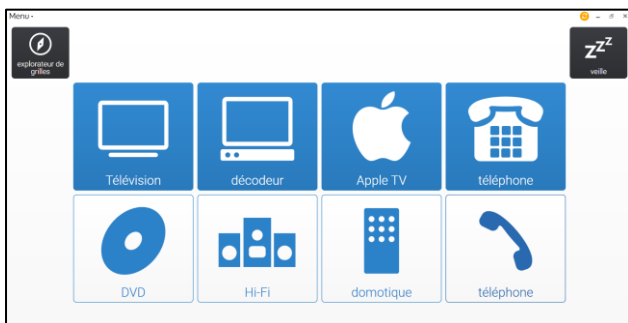 Menu
explorateur de
grilles
zzz
veille
Télévision
décodeur
Apple TV
téléphone
DVD
Hi-Fi
domotique
téléphone